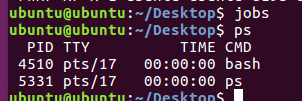 ubuntu@ubuntu:~/Desktop$ jobs
ubuntu@ubuntu:~/Desktop$ ps
  PID TTY          TIME CMD
 4510 pts/17   00:00:00 bash
 5331 pts/17   00:00:00 ps
ubuntu@ubuntu:~/Desktop$